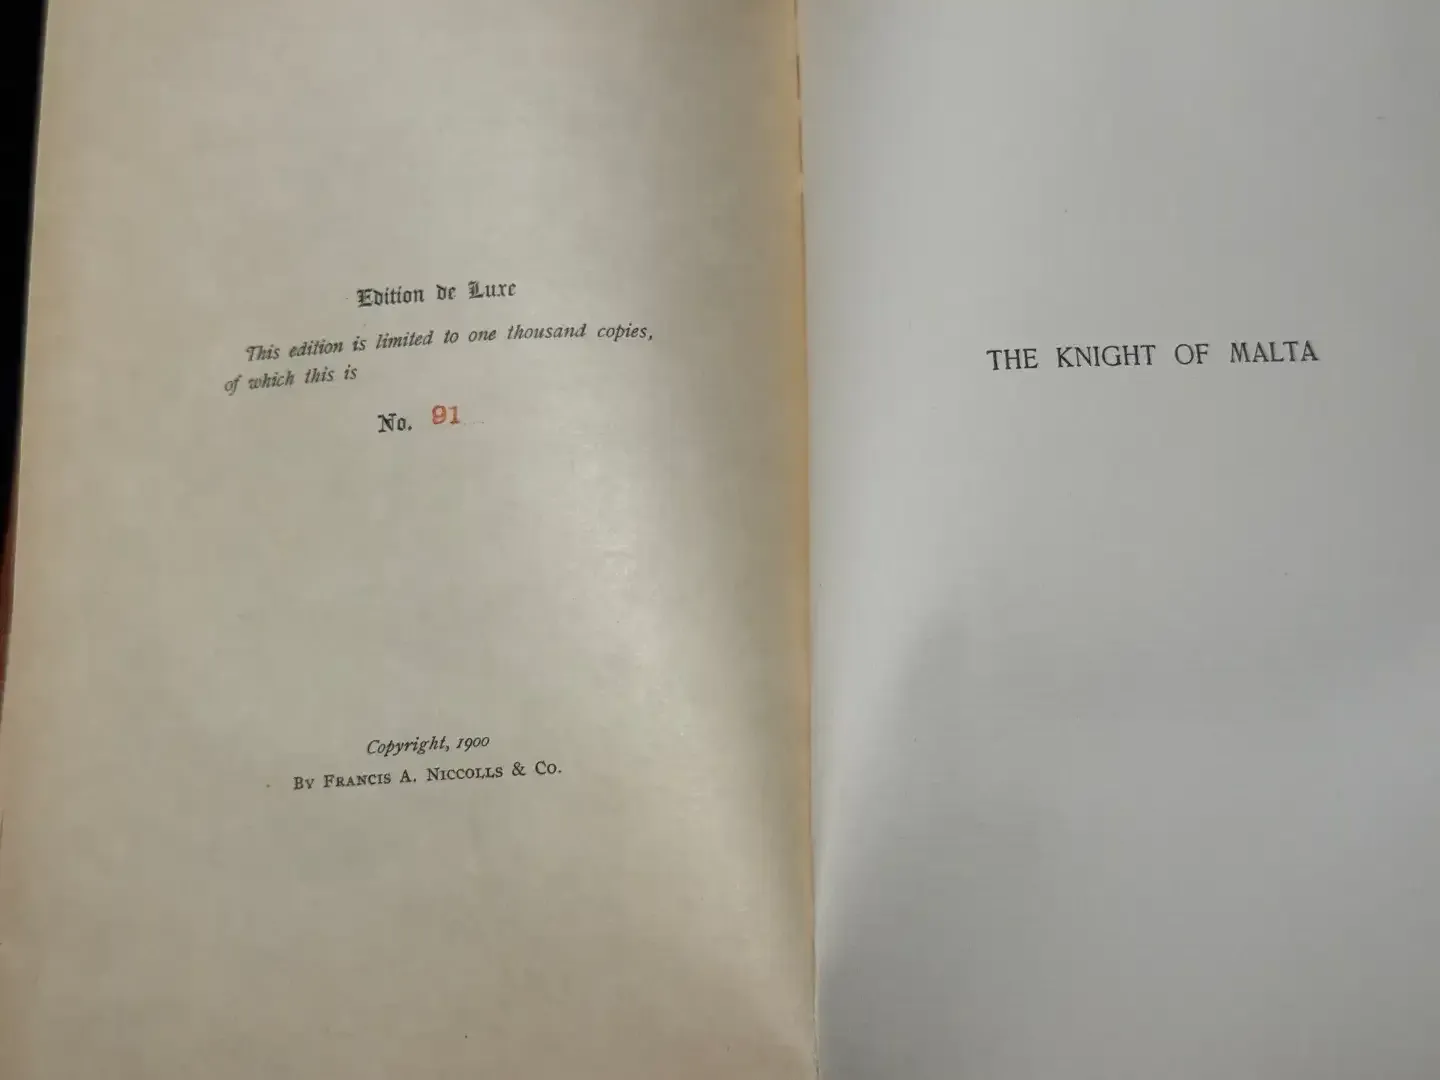 Edition de Luxe
This edition is limited to one thousand copies,
of which this is
No. 91
Copyright, 1900
By Francis A. Niccolls & Co.
THE KNIGHT OF MALTA